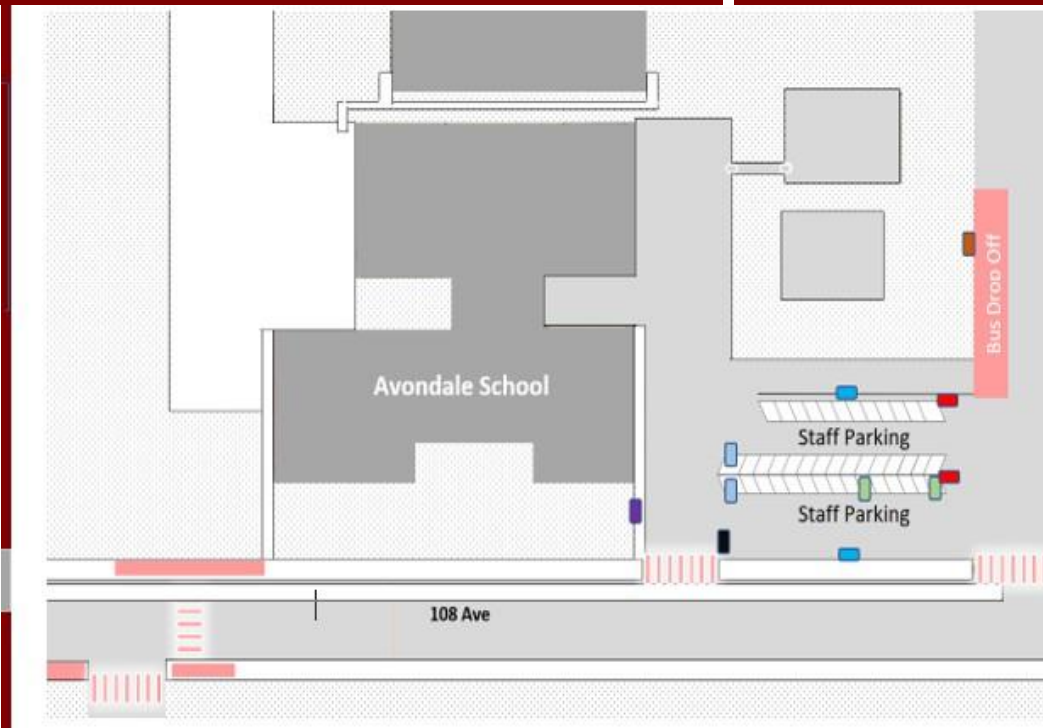 Bus Drop Off
Avondale School
Staff Parking
Staff Parking
108 Ave